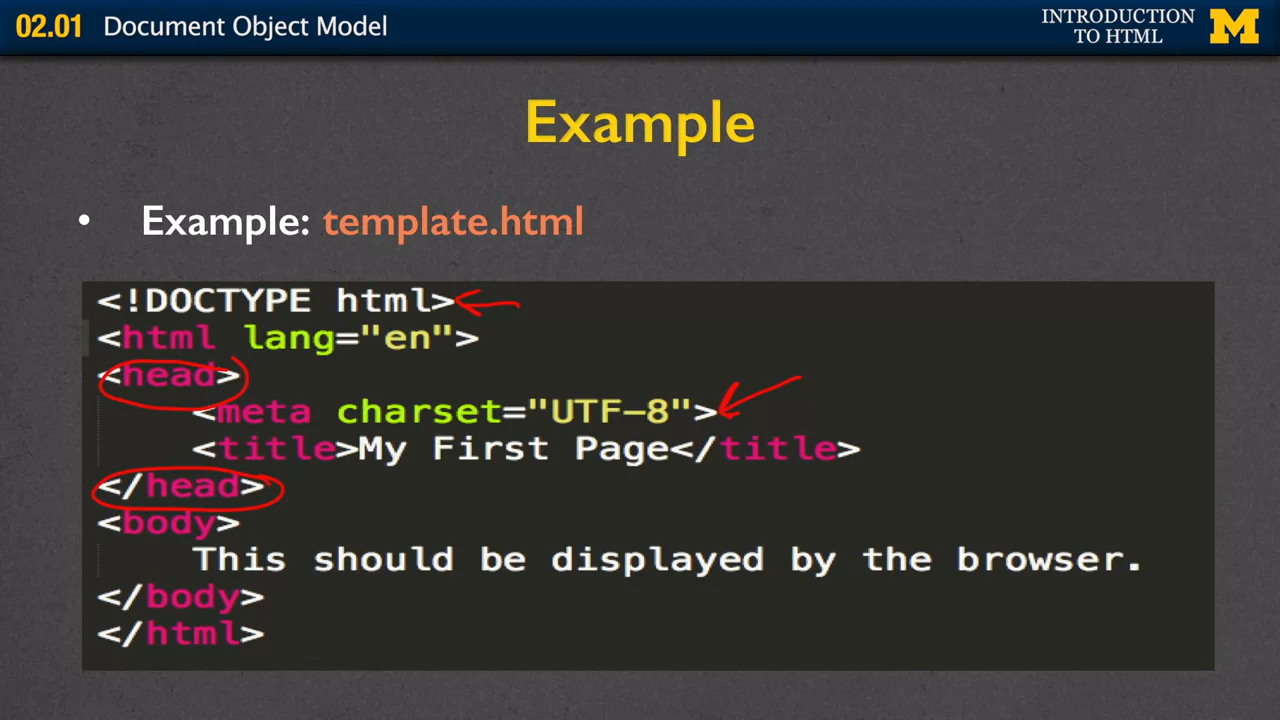 02.01 Document Object Model
INTRODUCTION
TO HTML
M
Example
• Example: template.html
<!DOCTYPE html>
<html lang="en">
<head>
<meta charset="UTF-8">
<title>My First Page</title>
</head>
<body>
This should be displayed by the browser.
</body>
</html>